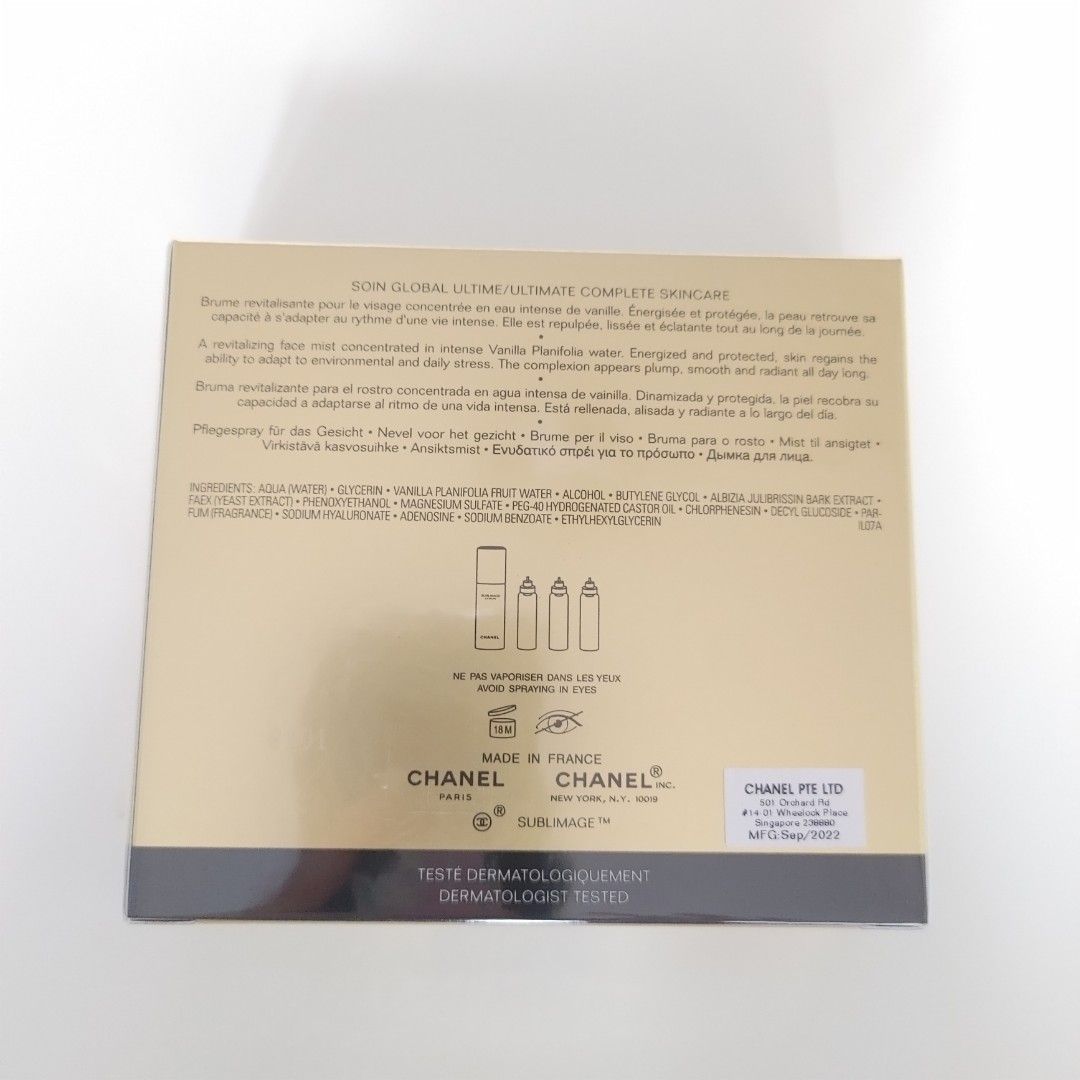 SOIN GLOBAL ULTIME/ULTIMATE COMPLETE SKINCARE
Brume revitalisante pour le visage concentrée en eau intense de vanille. Énergisée et protégée, la peau retrouve sa
capacité à s'adapter au rythme d'une vie intense. Elle est repulpée, lissée et éclatante tout au long de la journée.
•
A revitalizing face mist concentrated in intense Vanilla Planifolia water. Energized and protected, skin regains the
ability to adapt to environmental and daily stress. The complexion appears plump, smooth and radiant all day long.
•
Bruma revitalizante para el rostro concentrada en agua intensa de vainilla. Dinamizada y protegida, la piel recobra su
capacidad a adaptarse al ritmo de una vida intensa. Está rellenada, alisada y radiante a lo largo del día.
•
Pflegespray für das Gesicht • Nevel voor het gezicht • Brume per il viso • Bruma para o rosto • Mist til ansigtet •
Virkistävä kasvosuihke • Ansiktsmist • Ενυδατικό σπρέι για το πρόσωπο • Дымка для лица.
INGREDIENTS: AQUA (WATER) • GLYCERIN • VANILLA PLANIFOLIA FRUIT WATER • ALCOHOL • BUTYLENE GLYCOL • ALBIZIA JULIBRISSIN BARK EXTRACT •
FAEX (YEAST EXTRACT) • PHENOXYETHANOL • MAGNESIUM SULFATE • PEG-40 HYDROGENATED CASTOR OIL • CHLORPHENESIN • DECYL GLUCOSIDE • PAR-
FUM (FRAGRANCE) • SODIUM HYALURONATE • ADENOSINE • SODIUM BENZOATE • ETHYLHEXYLGLYCERIN
IL07A
SUBLIMAGE
CHANEL
NE PAS VAPORISER DANS LES YEUX
AVOID SPRAYING IN EYES
18 M
MADE IN FRANCE
CHANEL CHANEL® INC.
PARIS NEW YORK, N.Y. 10019
® SUBLIMAGE™
CHANEL PTE LTD
501 Orchard Rd
#14-01 Wheelock Place
Singapore 238880
MFG:Sep/2022
TESTÉ DERMATOLOGIQUEMENT
DERMATOLOGIST TESTED